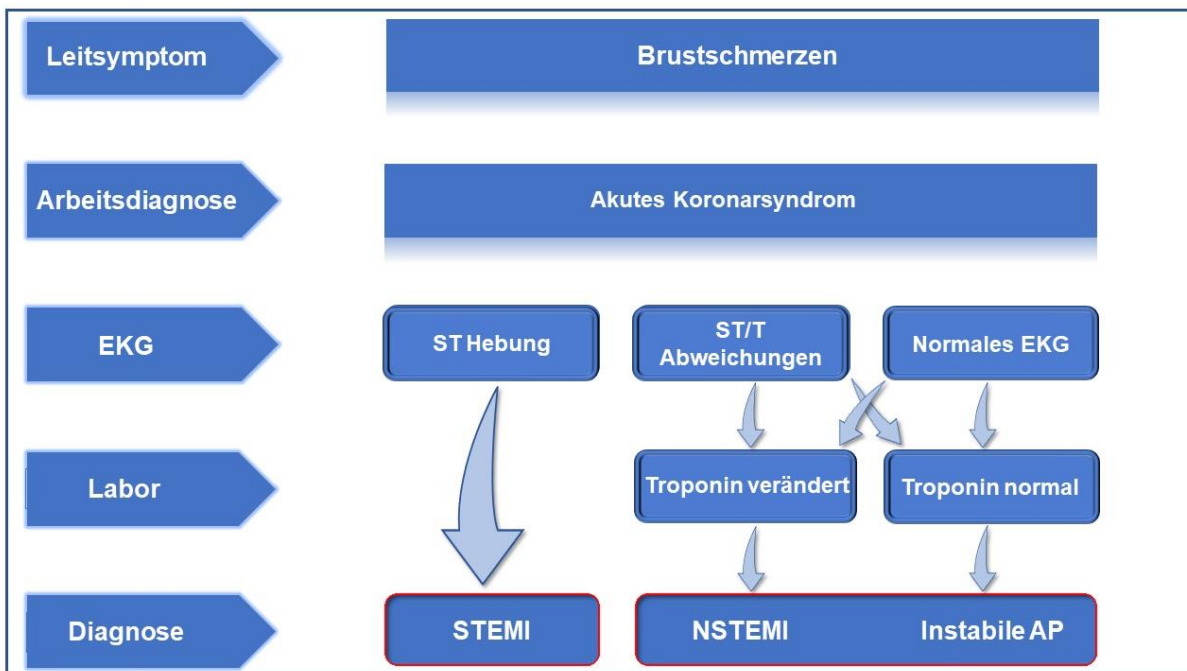 Leitsymptom
Brustschmerzen
Arbeitsdiagnose
Akutes Koronarsyndrom
EKG
ST Hebung
ST/T
Abweichungen
Normales EKG
Labor
Troponin verändert
Troponin normal
Diagnose
STEMI
NSTEMI
Instabile AP